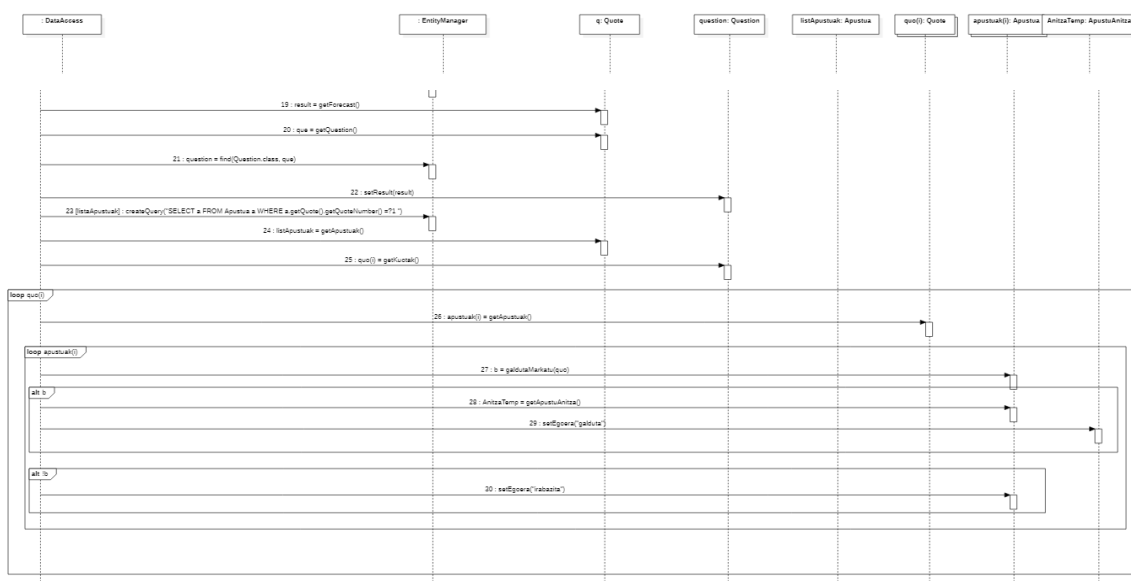 : DataAccess
: EntityManager
q: Quote
question: Question
listApustuak: Apustua
quo(i): Quote
apustuak(i): Apustua
AnitzaTemp: ApustuAnitza
19 : result = getForecast()
20 : que = getQuestion()
21 : question = find(Question.class, que)
22 : setResult(result)
23 [listaApustuak] : createQuery("SELECT a FROM Apustua a WHERE a.getQuote().getQuoteNumber() =?1 ")
24 : listApustuak = getApustuak()
25 : quo(i) = getKuotak()
loop quo(i)
26 : apustuak(i) = getApustuak()
loop apustuak(i)
27 : b = galdutaMarkatu(quo)
alt b
28 : AnitzaTemp = getApustuAnitza()
29 : setEgoera("galduta")
alt !b
30 : setEgoera("irabazita")